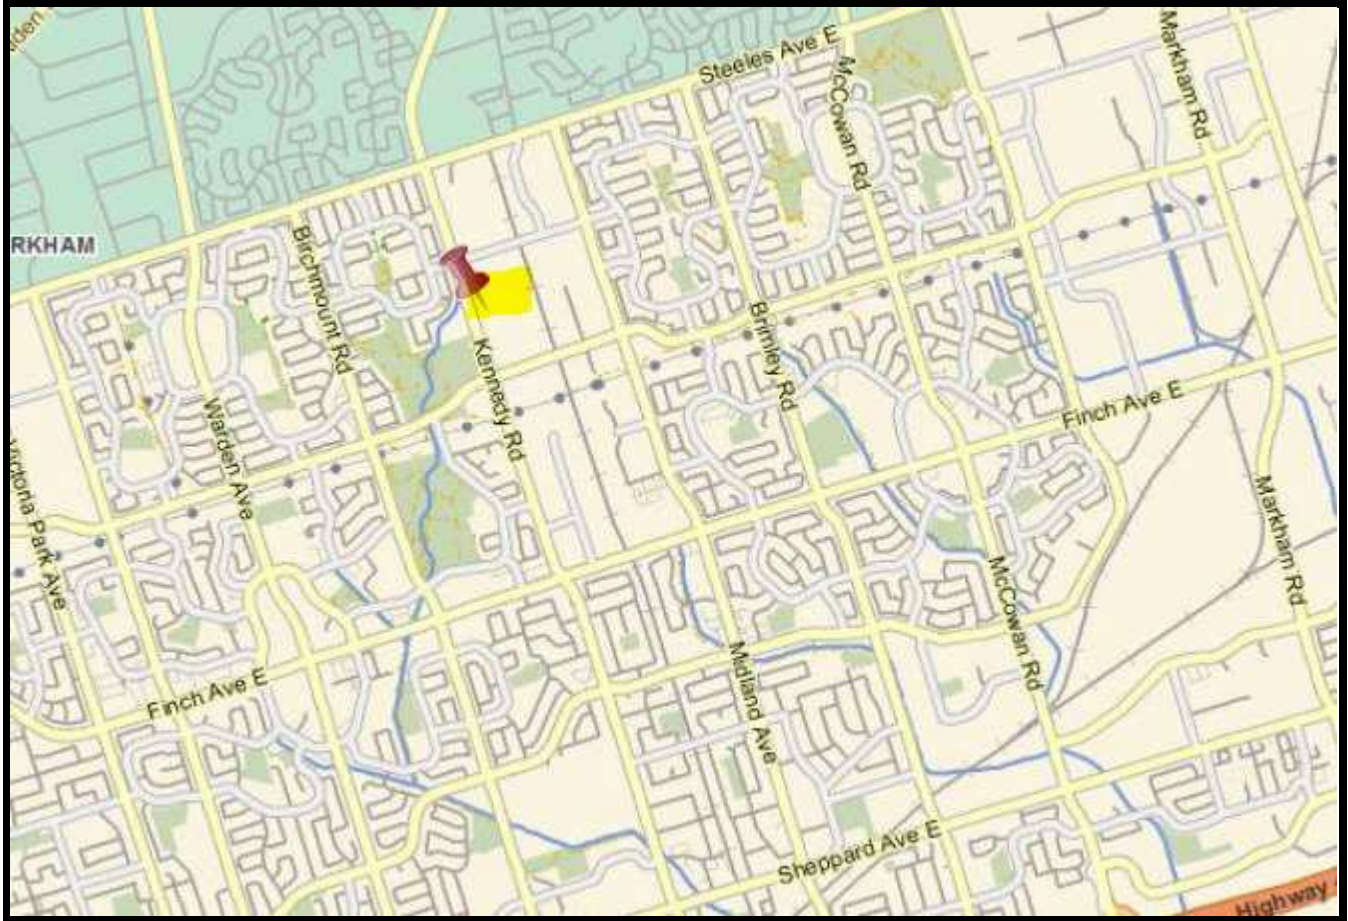 Steeles Ave E
Markham Rd
McCowan Rd
RKHAM
Birchmount Rd
Brimley Rd
Kennedy Rd
Finch Ave E
Warden Ave
Victoria Park Ave
Markham Rd
McCowan Rd
Midland Ave
Finch Ave E
Sheppard Ave E
Highway